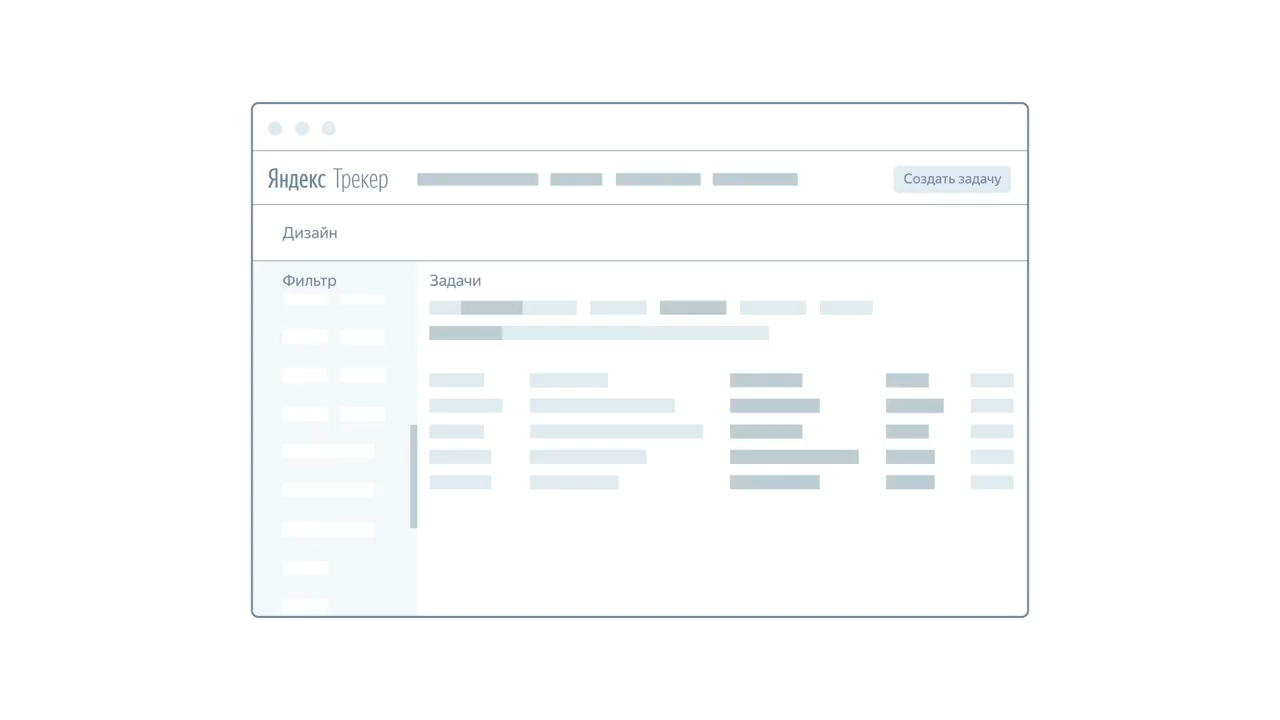 Яндекс Трекер
Создать задачу
Дизайн
Фильтр
Задачи